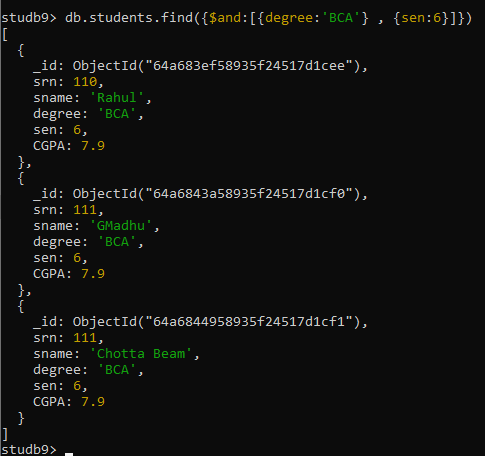 studb9> db.students.find({$and:[{degree:'BCA'} , {sen:6}]})
[
  {
    _id: ObjectId("64a683ef58935f24517d1cee"),
    srn: 110,
    sname: 'Rahul',
    degree: 'BCA',
    sen: 6,
    CGPA: 7.9
  },
  {
    _id: ObjectId("64a6843a58935f24517d1cf0"),
    srn: 111,
    sname: 'GMadhu',
    degree: 'BCA',
    sen: 6,
    CGPA: 7.9
  },
  {
    _id: ObjectId("64a6844958935f24517d1cf1"),
    srn: 111,
    sname: 'Chotta Beam',
    degree: 'BCA',
    sen: 6,
    CGPA: 7.9
  }
]
studb9>